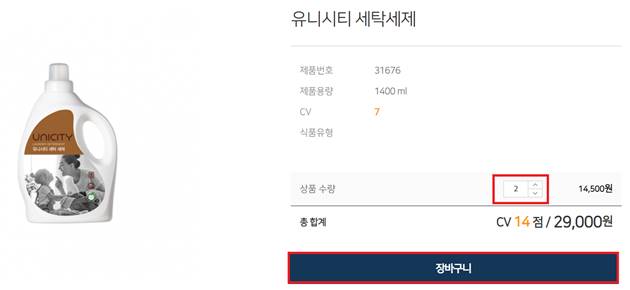 유니시티 세탁세제
제품번호 31676
제품용량 1400 ml
CV 7
식품유형
UNICITY
유니시티 세탁 세제
상품 수량 2 14,500원
총 합계 CV 14 점 / 29,000원
장바구니